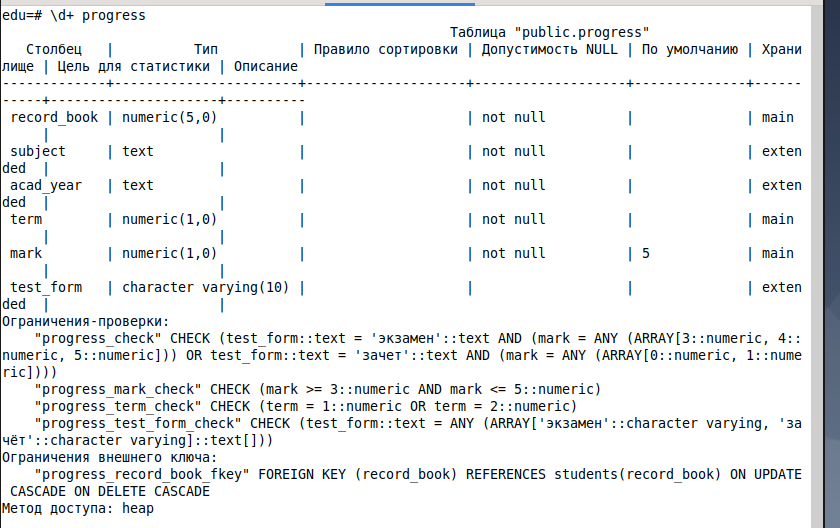 edu=# \d+ progress
Таблица "public.progress"
Столбец | Тип | Правило сортировки | Допустимость NULL | По умолчанию | Храни
лище | Цель для статистики | Описание
-------------+-----------------------+--------------------+-------------------+--------------+------
-----+---------------------+----------
record_book | numeric(5,0) | | not null | | main
| |
subject | text | | not null | | exten
ded | |
acad_year | text | | not null | | exten
ded | |
term | numeric(1,0) | | not null | | main
| |
mark | numeric(1,0) | | not null | 5 | main
| |
test_form | character varying(10) | | | | exten
ded | |
Ограничения-проверки:
"progress_check" CHECK (test_form::text = 'экзамен'::text AND (mark = ANY (ARRAY[3::numeric, 4::
numeric, 5::numeric])) OR test_form::text = 'зачет'::text AND (mark = ANY (ARRAY[0::numeric, 1::nume
ric])))
"progress_mark_check" CHECK (mark >= 3::numeric AND mark <= 5::numeric)
"progress_term_check" CHECK (term = 1::numeric OR term = 2::numeric)
"progress_test_form_check" CHECK (test_form::text = ANY (ARRAY['экзамен'::character varying, 'за
чёт'::character varying]::text[]))
Ограничения внешнего ключа:
"progress_record_book_fkey" FOREIGN KEY (record_book) REFERENCES students(record_book) ON UPDATE
CASCADE ON DELETE CASCADE
Метод доступа: heap